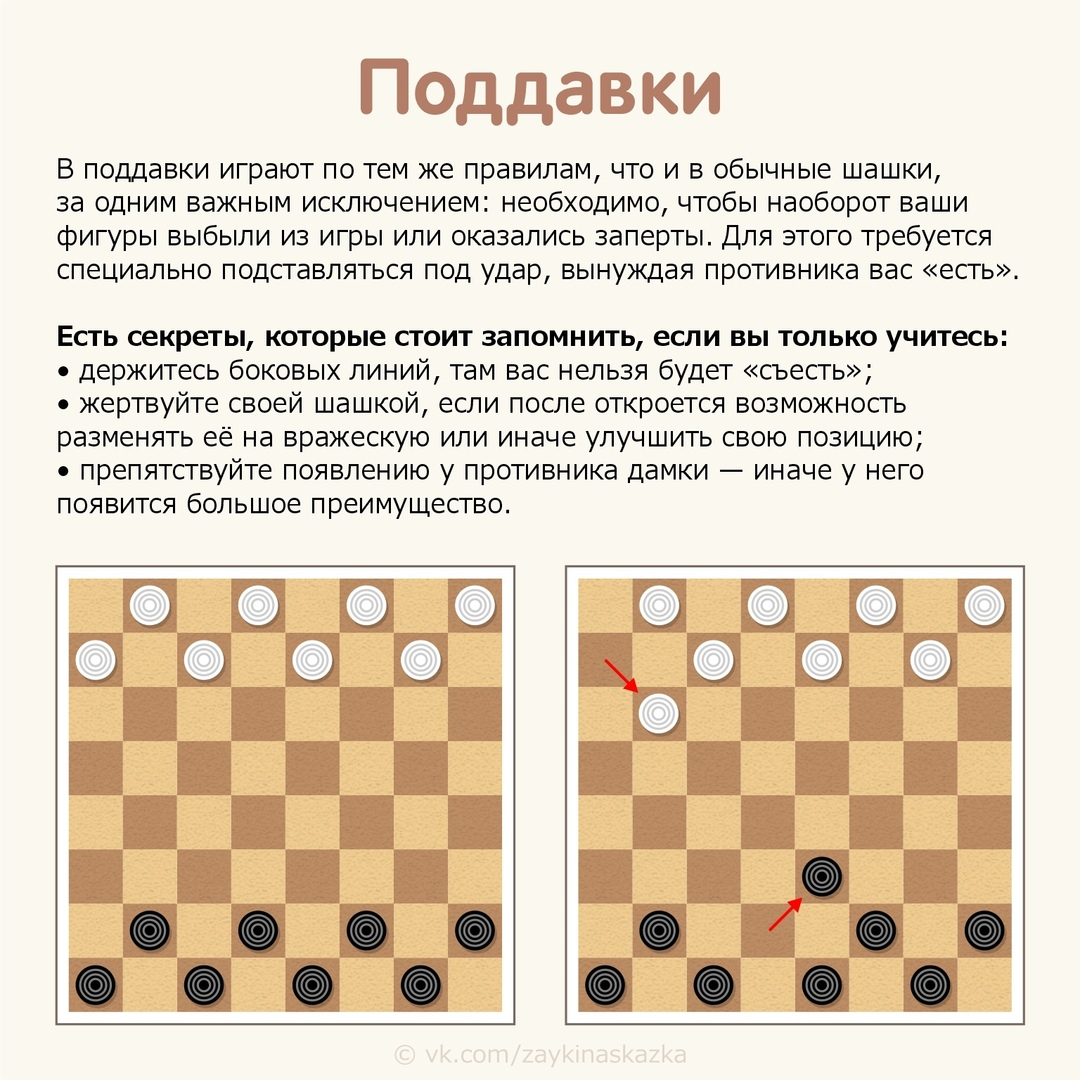 Поддавки
В поддавки играют по тем же правилам, что и в обычные шашки,
за одним важным исключением: необходимо, чтобы наоборот ваши
фигуры выбыли из игры или оказались заперты. Для этого требуется
специально подставляться под удар, вынуждая противника вас «есть».
Есть секреты, которые стоит запомнить, если вы только учитесь:
• держитесь боковых линий, там вас нельзя будет «съесть»;
• жертвуйте своей шашкой, если после откроется возможность
разменять её на вражескую или иначе улучшить свою позицию;
• препятствуйте появлению у противника дамки — иначе у него
появится большое преимущество.
© vk.com/zaykinaskazka